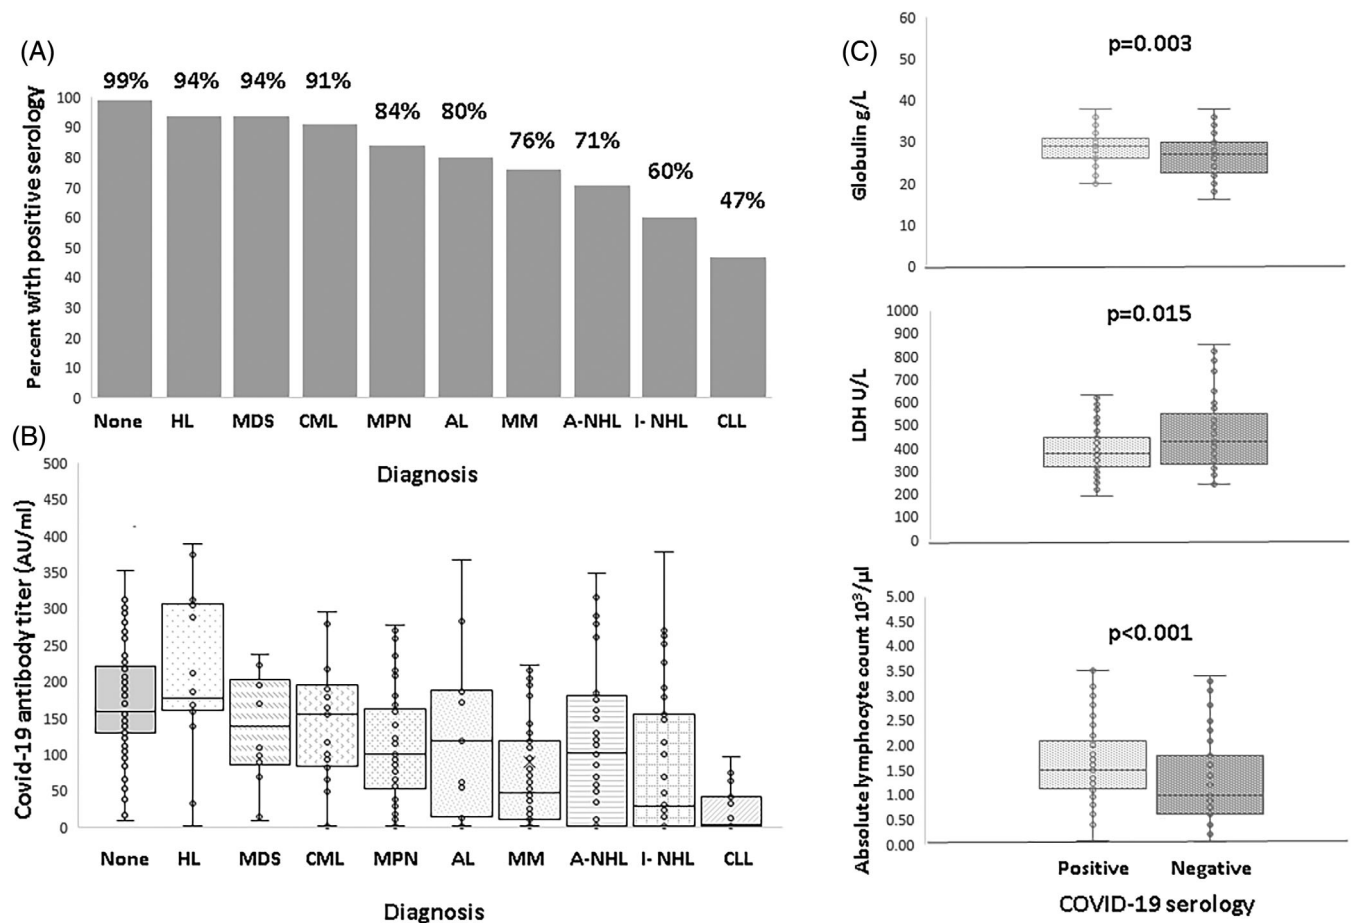 (A)
99% 94% 94% 91% 84% 80% 76% 71% 60% 47%
Percent with positive serology
100
90
80
70
60
50
40
30
20
10
0
None HL MDS CML MPN AL MM A-NHL I- NHL CLL
Diagnosis
(B)
Covid-19 antibody titer (AU/ml)
500
450
400
350
300
250
200
150
100
50
0
None HL MDS CML MPN AL MM A-NHL I- NHL CLL
Diagnosis
(C)
p=0.003
Globulin g/L
60
50
40
30
20
10
0
p=0.015
LDH U/L
1000
900
800
700
600
500
400
300
200
100
0
p<0.001
Absolute lymphocyte count 10³/µl
5.00
4.50
4.00
3.50
3.00
2.50
2.00
1.50
1.00
0.50
0.00
Positive Negative
COVID-19 serology